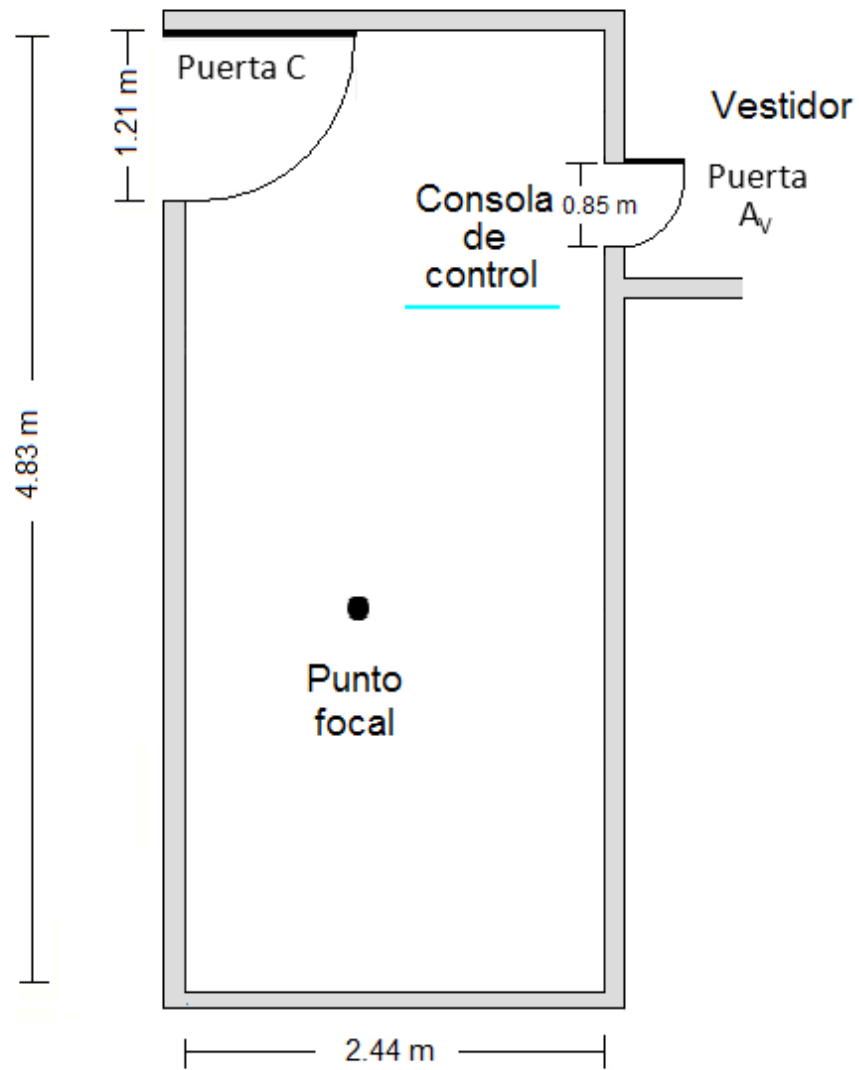 Puerta C
1.21 m
Vestidor
Puerta
Av
Consola
de
control
0.85 m
4.83 m
Punto
focal
2.44 m